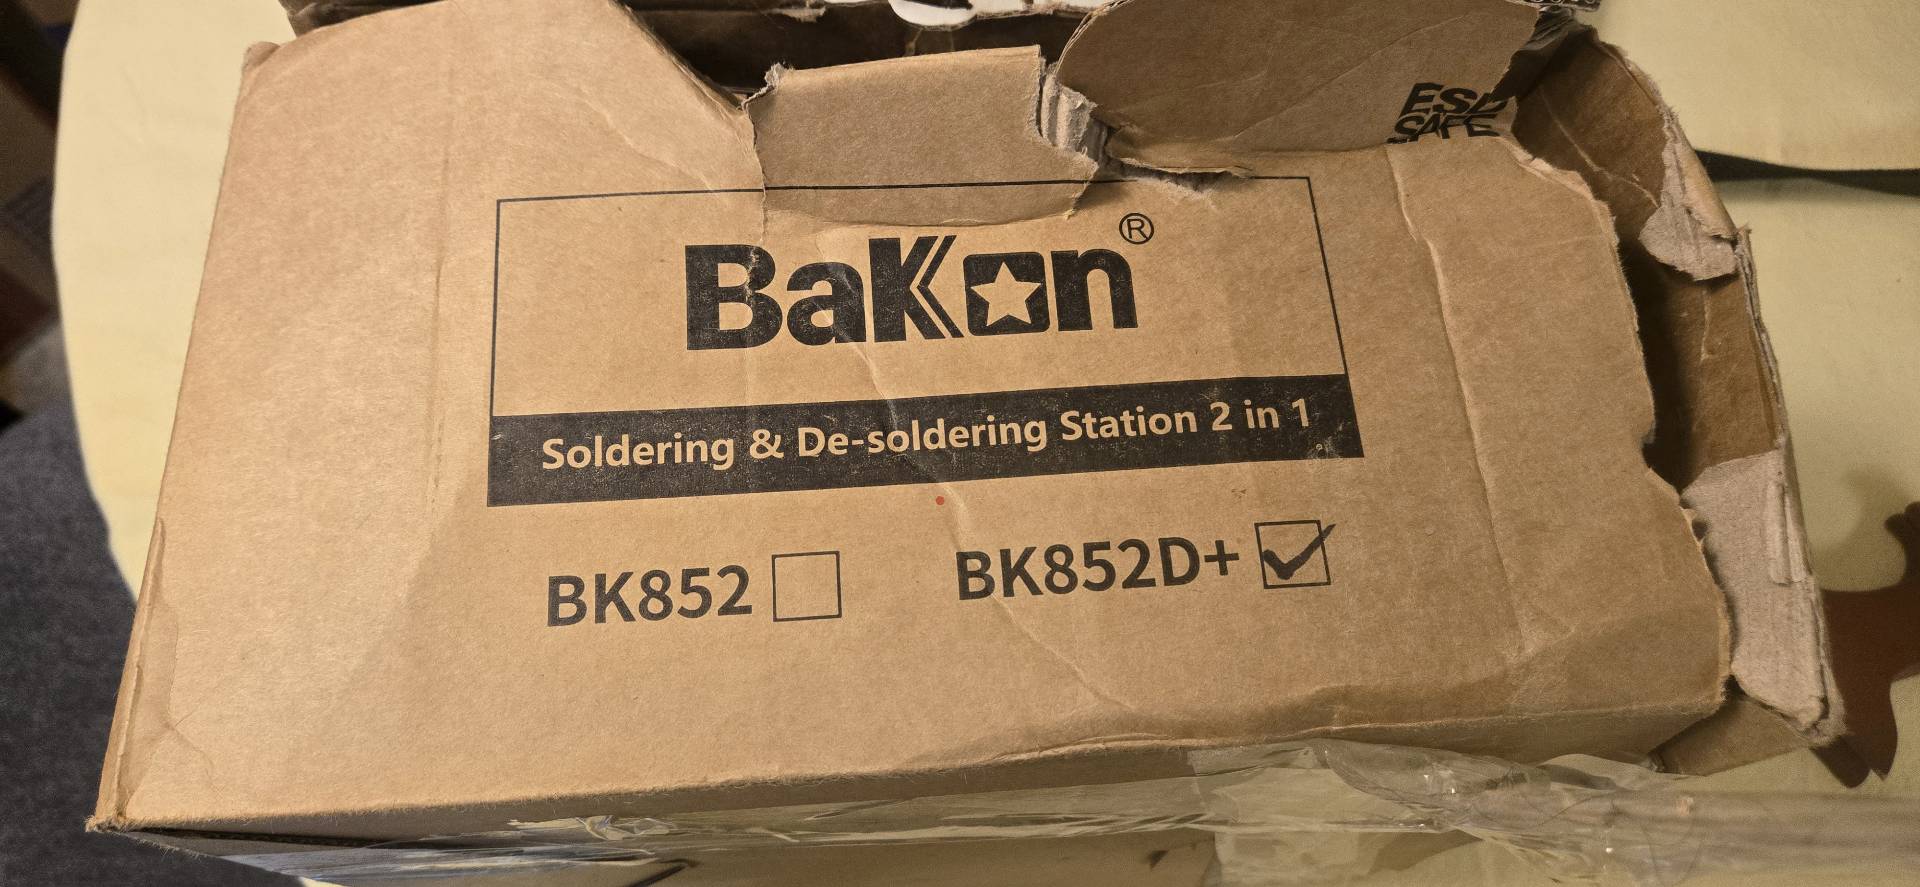 ESD
SAFE
BaKon®
Soldering & De-soldering Station 2 in 1
BK852
BK852D+